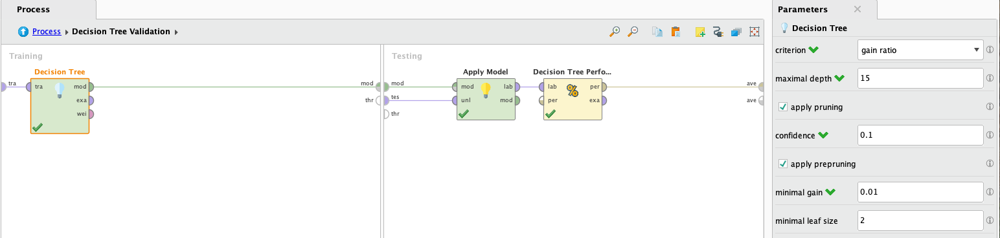 Process
Process Decision Tree Validation
Training
Decision Tree
tra
tra mod
exa
wei
mod
thr
Testing
mod
tes
thr
Apply Model
mod lab
unl mod
Decision Tree Perfo...
lab per
per exa
ave
ave
Parameters
Decision Tree
criterion gain ratio
maximal depth 15
apply pruning
confidence 0.1
apply prepruning
minimal gain 0.01
minimal leaf size 2